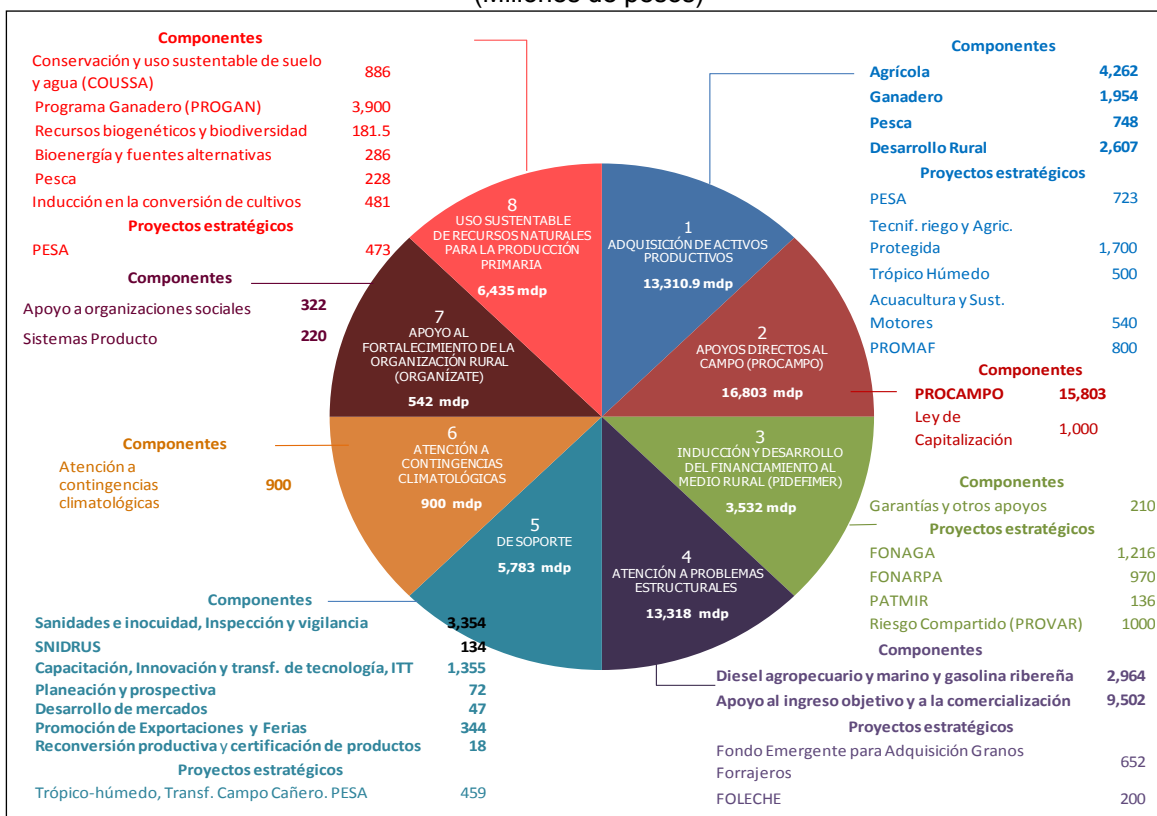 (Millones de pesos)
Componentes
Conservación y uso sustentable de suelo
y agua (COUSSA) 886
Programa Ganadero (PROGAN) 3,900
Recursos biogenéticos y biodiversidad 181.5
Bioenergía y fuentes alternativas 286
Pesca 228
Inducción en la conversión de cultivos 481
Proyectos estratégicos
PESA 473
Componentes
Apoyo a organizaciones sociales 322
Sistemas Producto 220
Componentes
Atención a
contingencias 900
climatológicas
Componentes
Sanidades e inocuidad, Inspección y vigilancia 3,354
SNIDRUS 134
Capacitación, Innovación y transf. de tecnología, ITT 1,355
Planeación y prospectiva 72
Desarrollo de mercados 47
Promoción de Exportaciones y Ferias 344
Reconversión productiva y certificación de productos 18
Proyectos estratégicos
Trópico-húmedo, Transf. Campo Cañero. PESA 459
8
USO SUSTENTABLE
DE RECURSOS NATURALES
PARA LA PRODUCCIÓN
PRIMARIA
6,435 mdp
1
ADQUISICIÓN DE ACTIVOS
PRODUCTIVOS
13,310.9 mdp
7
APOYO AL
FORTALECIMIENTO DE LA
ORGANIZACIÓN RURAL
(ORGANÍZATE)
542 mdp
2
APOYOS DIRECTOS AL
CAMPO (PROCAMPO)
16,803 mdp
6
ATENCIÓN A
CONTINGENCIAS
CLIMATOLÓGICAS
900 mdp
3
INDUCCIÓN Y DESARROLLO
DEL FINANCIAMIENTO AL
MEDIO RURAL (PIDEFIMER)
3,532 mdp
5
DE SOPORTE
5,783 mdp
4
ATENCIÓN A PROBLEMAS
ESTRUCTURALES
13,318 mdp
Componentes
Agrícola 4,262
Ganadero 1,954
Pesca 748
Desarrollo Rural 2,607
Proyectos estratégicos
PESA 723
Tecnif. riego y Agric.
Protegida 1,700
Trópico Húmedo 500
Acuacultura y Sust.
Motores 540
PROMAF 800
Componentes
PROCAMPO 15,803
Ley de
Capitalización 1,000
Componentes
Garantías y otros apoyos 210
Proyectos estratégicos
FONAGA 1,216
FONARPA 970
PATMIR 136
Riesgo Compartido (PROVAR) 1000
Componentes
Diesel agropecuario y marino y gasolina ribereña 2,964
Apoyo al ingreso objetivo y a la comercialización 9,502
Proyectos estratégicos
Fondo Emergente para Adquisición Granos
Forrajeros 652
FOLECHE 200